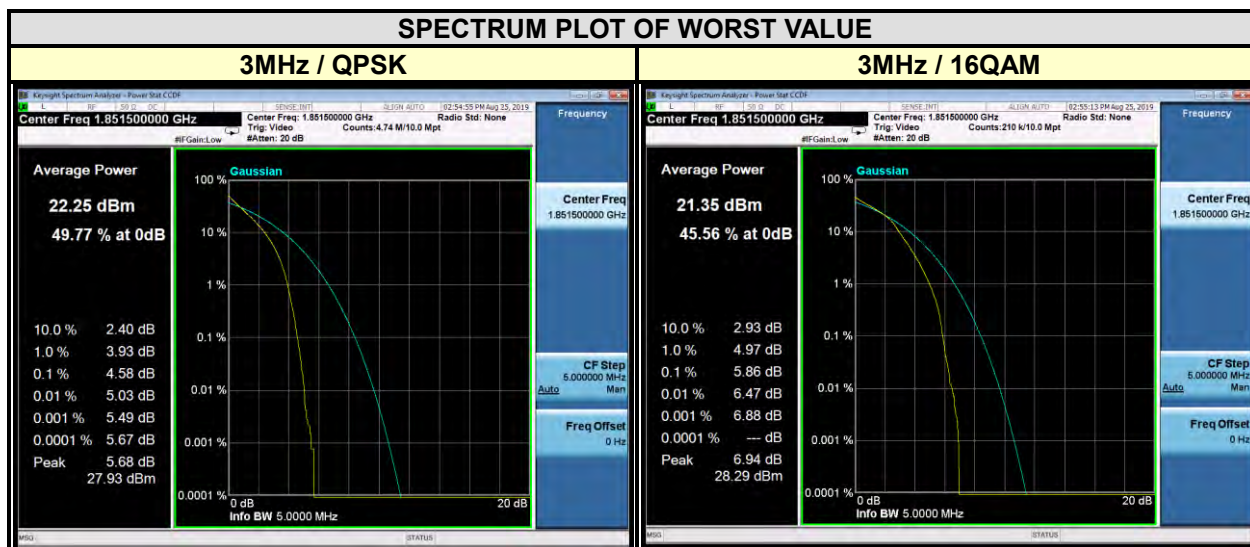 SPECTRUM PLOT OF WORST VALUE
3MHz / QPSK
3MHz / 16QAM
Keysight Spectrum Analyzer - Power Stat CCDF
L RF 50 Ω DC SENSE:INT ALIGN AUTO 02:54:55 PM Aug 25, 2019
Center Freq 1.851500000 GHz
Center Freq: 1.851500000 GHz Radio Std: None
Trig: Video Counts:4.74 M/10.0 Mpt
#IFGain:Low #Atten: 20 dB
Frequency
Average Power
22.25 dBm
49.77 % at 0dB
10.0 % 2.40 dB
1.0 % 3.93 dB
0.1 % 4.58 dB
0.01 % 5.03 dB
0.001 % 5.49 dB
0.0001 % 5.67 dB
Peak 5.68 dB
27.93 dBm
Gaussian
100 %
10 %
1 %
0.1 %
0.01 %
0.001 %
0.0001 %
0 dB 20 dB
Info BW 5.0000 MHz
Center Freq
1.851500000 GHz
CF Step
5.000000 MHz
Auto Man
Freq Offset
0 Hz
MSG STATUS
Keysight Spectrum Analyzer - Power Stat CCDF
L RF 50 Ω DC SENSE:INT ALIGN AUTO 02:55:13 PM Aug 25, 2019
Center Freq 1.851500000 GHz
Center Freq: 1.851500000 GHz Radio Std: None
Trig: Video Counts:210 k/10.0 Mpt
#IFGain:Low #Atten: 20 dB
Frequency
Average Power
21.35 dBm
45.56 % at 0dB
10.0 % 2.93 dB
1.0 % 4.97 dB
0.1 % 5.86 dB
0.01 % 6.47 dB
0.001 % 6.88 dB
0.0001 % --- dB
Peak 6.94 dB
28.29 dBm
Gaussian
100 %
10 %
1 %
0.1 %
0.01 %
0.001 %
0.0001 %
0 dB 20 dB
Info BW 5.0000 MHz
Center Freq
1.851500000 GHz
CF Step
5.000000 MHz
Auto Man
Freq Offset
0 Hz
MSG STATUS